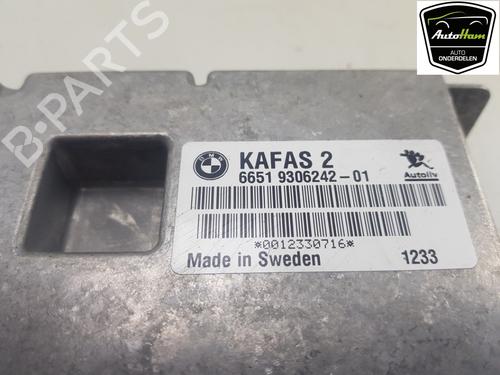 AutoHam
AUTO
ONDERDELEN
B-PARTS
KAFAS 2
6651 9306242-01
Autoliv
*0012330716*
Made in Sweden 1233